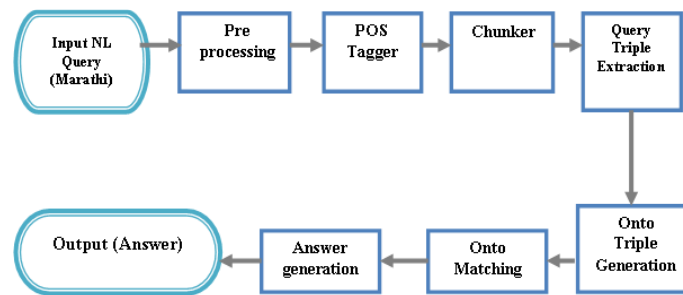 Input NL
Query
(Marathi)
Pre
processing
POS
Tagger
Chunker
Query
Triple
Extraction
Onto
Triple
Generation
Onto
Matching
Answer
generation
Output (Answer)